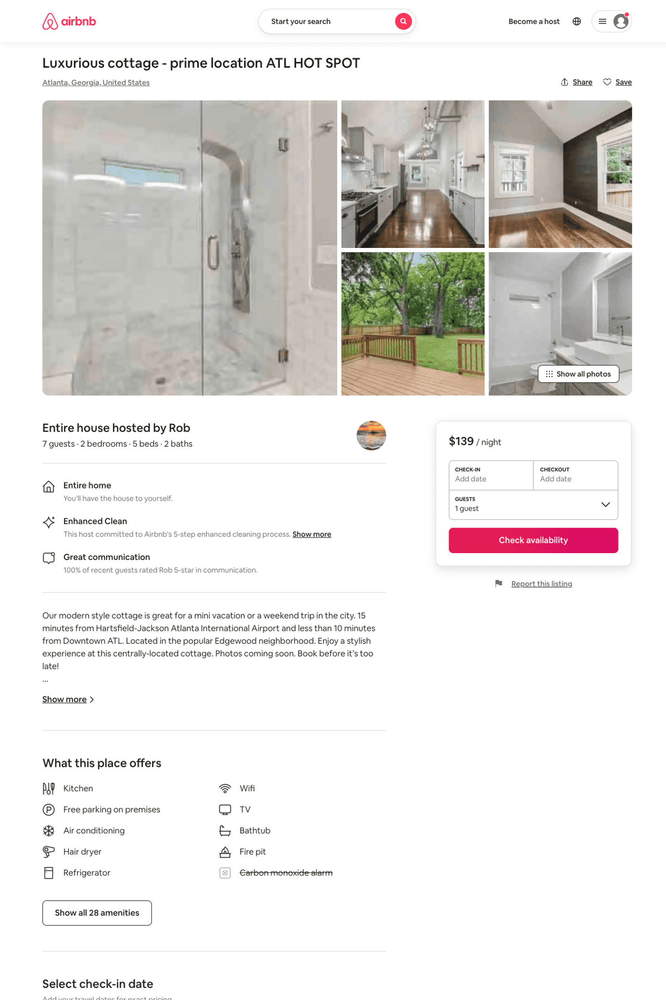 airbnb
Start your search
Become a host
Luxurious cottage - prime location ATL HOT SPOT
Atlanta, Georgia, United States
Share
Save
Show all photos
Entire house hosted by Rob
7 guests · 2 bedrooms · 5 beds · 2 baths
Entire home
You'll have the house to yourself.
Enhanced Clean
This host committed to Airbnb's 5-step enhanced cleaning process. Show more
Great communication
100% of recent guests rated Rob 5-star in communication.
$139 / night
CHECK-IN
Add date
CHECKOUT
Add date
GUESTS
1 guest
Check availability
Report this listing
Our modern style cottage is great for a mini vacation or a weekend trip in the city. 15
minutes from Hartsfield-Jackson Atlanta International Airport and less than 10 minutes
from Downtown ATL. Located in the popular Edgewood neighborhood. Enjoy a stylish
experience at this centrally-located cottage. Photos coming soon. Book before it’s too
late!
...
Show more
What this place offers
Kitchen
Wifi
Free parking on premises
TV
Air conditioning
Bathtub
Hair dryer
Fire pit
Refrigerator
Carbon monoxide alarm
Show all 28 amenities
Select check-in date
Add your travel dates for exact pricing